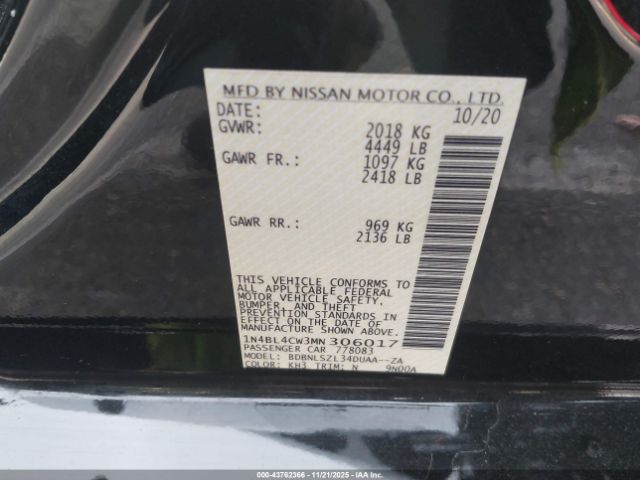 MFD BY NISSAN MOTOR CO., LTD.
DATE: 10/20
GVWR: 2018 KG
4449 LB
GAWR FR.: 1097 KG
2418 LB
GAWR RR.: 969 KG
2136 LB
THIS VEHICLE CONFORMS TO
ALL APPLICABLE FEDERAL
MOTOR VEHICLE SAFETY,
BUMPER, AND THEFT
PREVENTION STANDARDS IN
EFFECT ON THE DATE OF
MANUFACTURE SHOWN ABOVE.
1N4BL4CW3MN 306017
PASSENGER CAR 778083
MODEL: BDBNLSZL34DUAA--ZA
COLOR: KH3 TRIM: N 9N00A
000-43762366 - 11/21/2025 - IAA Inc.